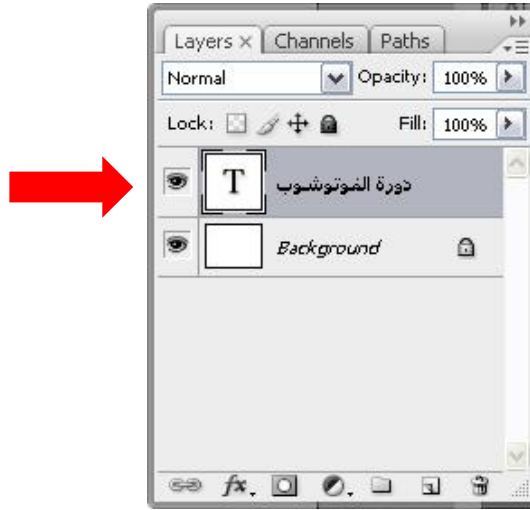 Layers × Channels Paths
Normal Opacity: 100%
Lock: Fill: 100%
T دورة الفوتوشوب
Background
fx.